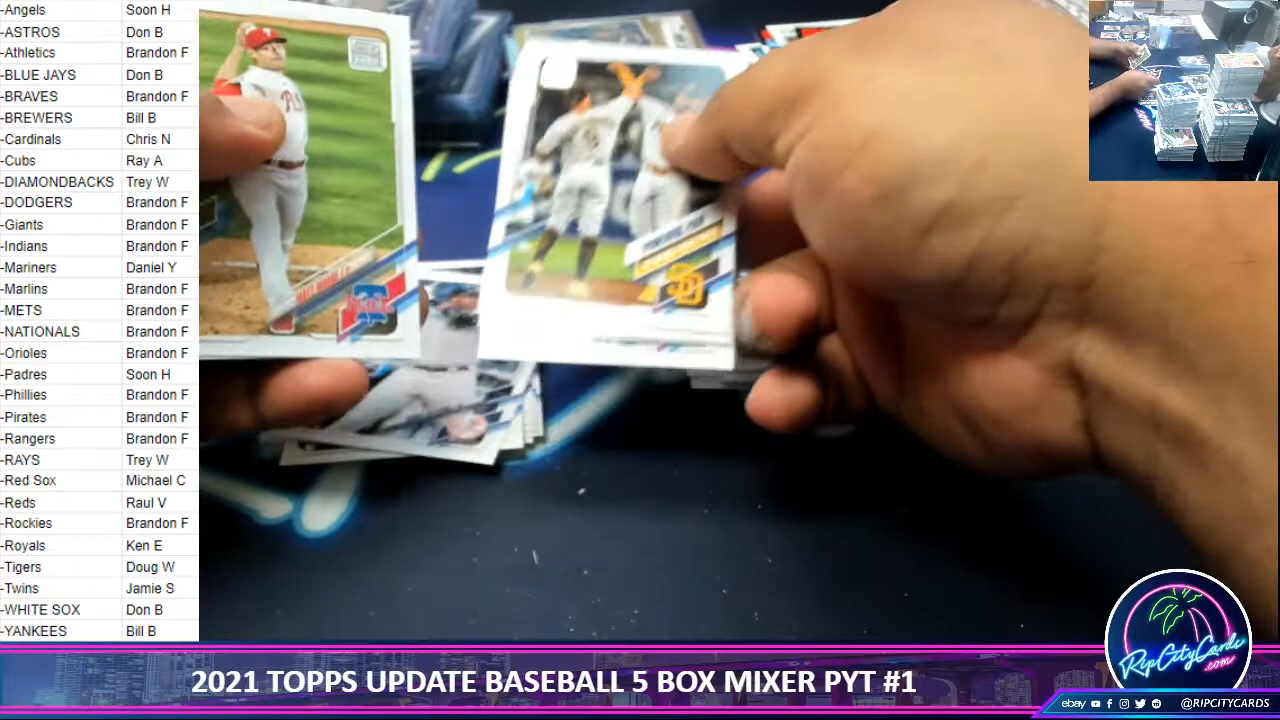 -Angels Soon H
-ASTROS Don B
-Athletics Brandon F
-BLUE JAYS Don B
-BRAVES Brandon F
-BREWERS Bill B
-Cardinals Chris N
-Cubs Ray A
-DIAMONDBACKS Trey W
-DODGERS Brandon F
-Giants Brandon F
-Indians Brandon F
-Mariners Daniel Y
-Marlins Brandon F
-METS Brandon F
-NATIONALS Brandon F
-Orioles Brandon F
-Padres Soon H
-Phillies Brandon F
-Pirates Brandon F
-Rangers Brandon F
-RAYS Trey W
-Red Sox Michael C
-Reds Raul V
-Rockies Brandon F
-Royals Ken E
-Tigers Doug W
-Twins Jamie S
-WHITE SOX Don B
-YANKEES Bill B
SD
RipCityCards
.com
2021 TOPPS UPDATE BASEBALL 5 BOX MIXER PYT #1
ebay @RIPCITYCARDS